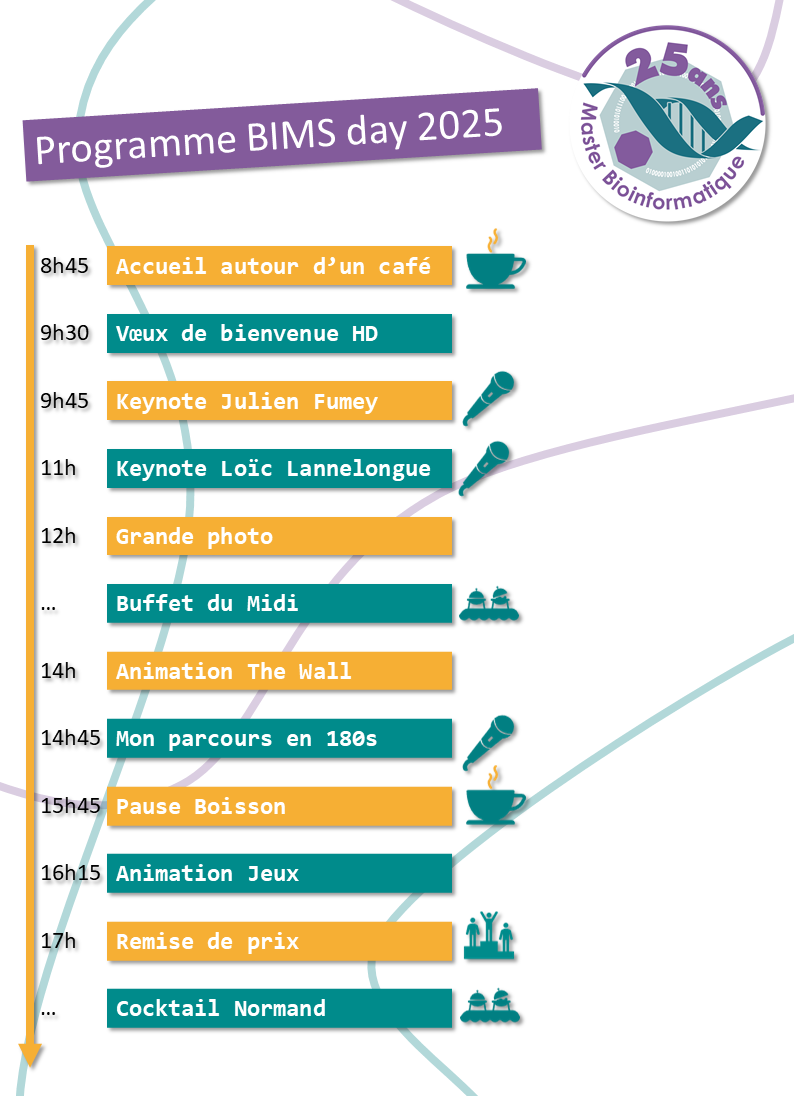 25ans
Master Bioinformatique
Programme BIMS day 2025
8h45 Accueil autour d’un café
9h30 Vœux de bienvenue HD
9h45 Keynote Julien Fumey
11h Keynote Loïc Lannelongue
12h Grande photo
… Buffet du Midi
14h Animation The Wall
14h45 Mon parcours en 180s
15h45 Pause Boisson
16h15 Animation Jeux
17h Remise de prix
… Cocktail Normand